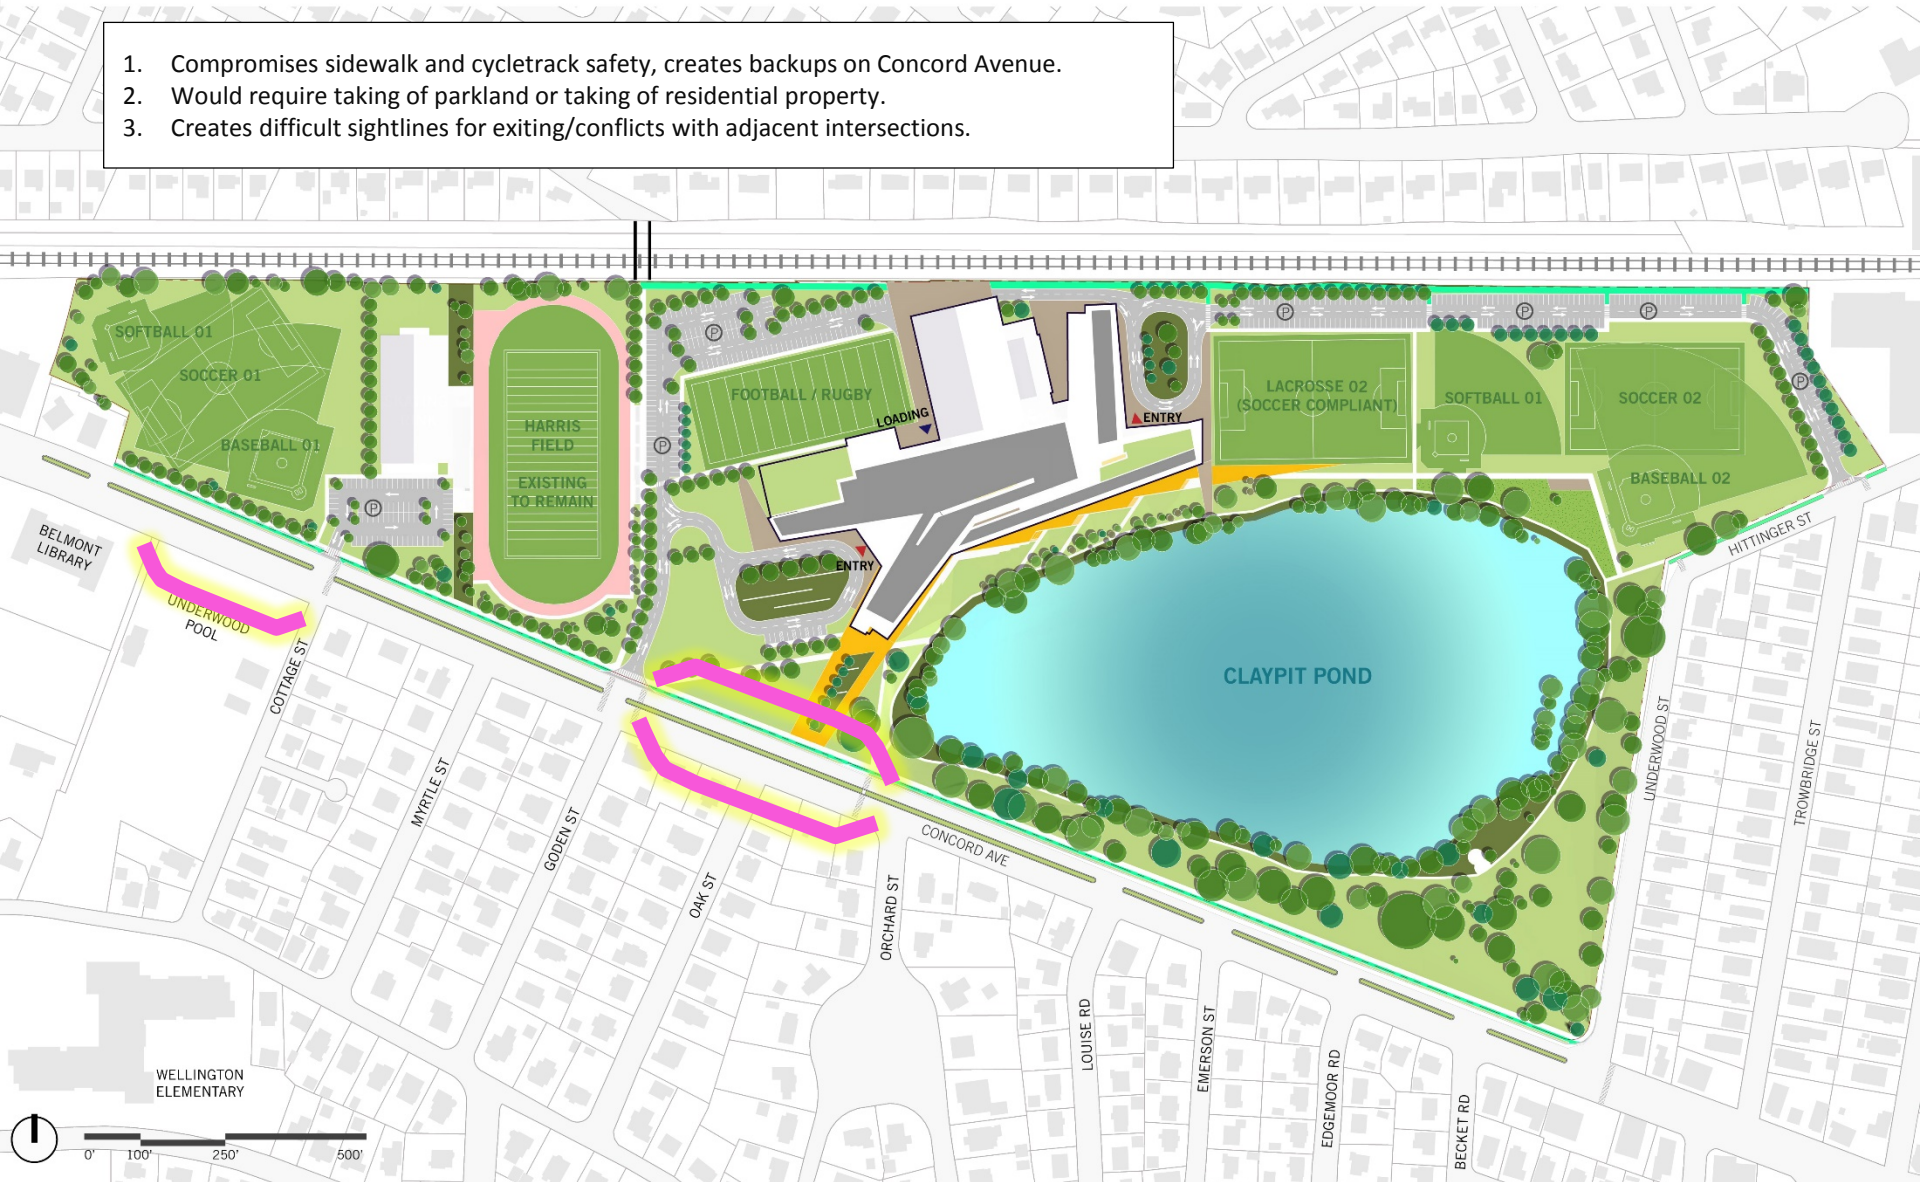 1. Compromises sidewalk and cycletrack safety, creates backups on Concord Avenue.
2. Would require taking of parkland or taking of residential property.
3. Creates difficult sightlines for exiting/conflicts with adjacent intersections.
SOFTBALL 01
SOCCER 01
BASEBALL 01
P
HARRIS
FIELD
EXISTING
TO REMAIN
P
P
FOOTBALL / RUGBY
LOADING
ENTRY
ENTRY
P
P
P
P
LACROSSE 02
(SOCCER COMPLIANT)
SOFTBALL 01
SOCCER 02
BASEBALL 02
CLAYPIT POND
BELMONT
LIBRARY
UNDERWOOD
POOL
COTTAGE ST
MYRTLE ST
GODEN ST
OAK ST
ORCHARD ST
CONCORD AVE
LOUISE RD
EMERSON ST
EDGEMOOR RD
BECKET RD
HITTINGER ST
UNDERWOOD ST
TROWBRIDGE ST
WELLINGTON
ELEMENTARY
0' 100' 250' 500'